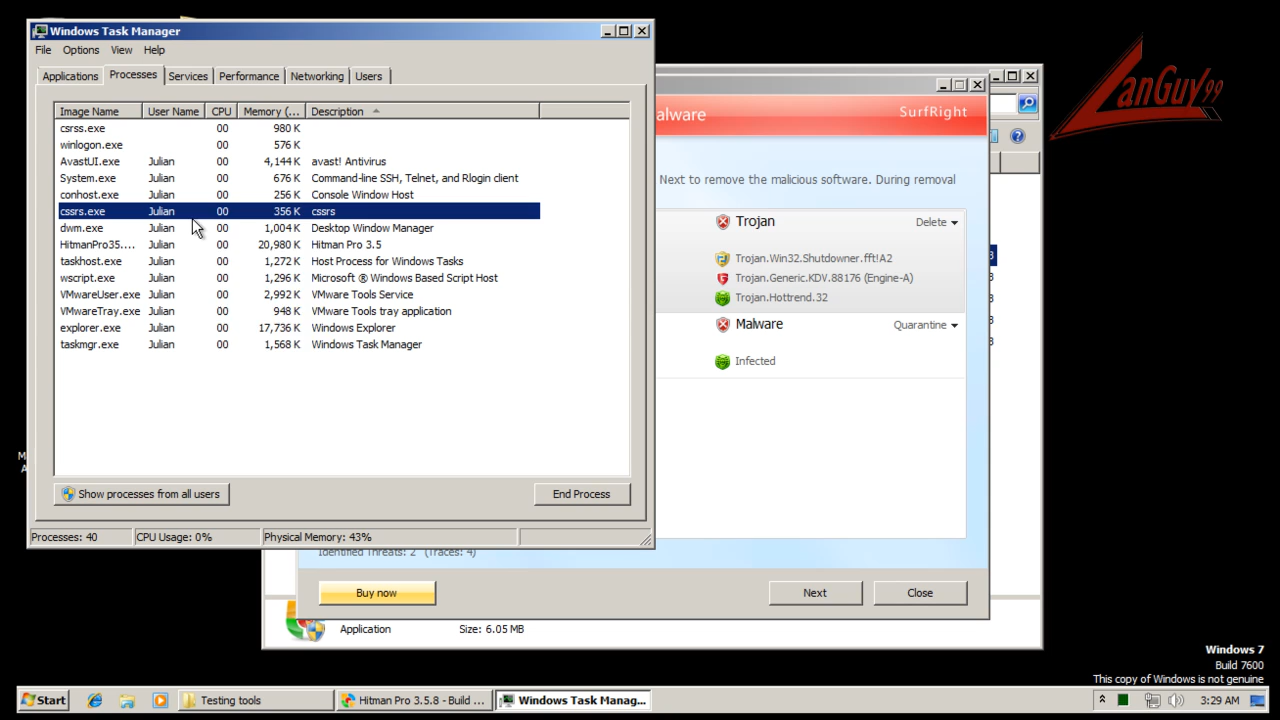 Windows Task Manager
File Options View Help
Applications Processes Services Performance Networking Users
Image Name User Name CPU Memory (... Description
csrss.exe 00 980 K
winlogon.exe 00 576 K
AvastUI.exe Julian 00 4,144 K avast! Antivirus
System.exe Julian 00 676 K Command-line SSH, Telnet, and Rlogin client
conhost.exe Julian 00 256 K Console Window Host
cssrs.exe Julian 00 356 K cssrs
dwm.exe Julian 00 1,004 K Desktop Window Manager
HitmanPro35.... Julian 00 20,980 K Hitman Pro 3.5
taskhost.exe Julian 00 1,272 K Host Process for Windows Tasks
wscript.exe Julian 00 1,296 K Microsoft ® Windows Based Script Host
VMwareUser.exe Julian 00 2,992 K VMware Tools Service
VMwareTray.exe Julian 00 948 K VMware Tools tray application
explorer.exe Julian 00 17,736 K Windows Explorer
taskmgr.exe Julian 00 1,568 K Windows Task Manager
Show processes from all users End Process
Processes: 40 CPU Usage: 0% Physical Memory: 43%
alware SurfRight
Next to remove the malicious software. During removal
Trojan Delete
Trojan.Win32.Shutdowner.fft!A2
Trojan.Generic.KDV.88176 (Engine-A)
Trojan.Hottrend.32
Malware Quarantine
Infected
Identified Threats: 2 (Traces: 4)
Buy now Next Close
Application Size: 6.05 MB
LanGuy99
Windows 7
Build 7600
This copy of Windows is not genuine
Start Testing tools Hitman Pro 3.5.8 - Build ... Windows Task Manag... 3:29 AM